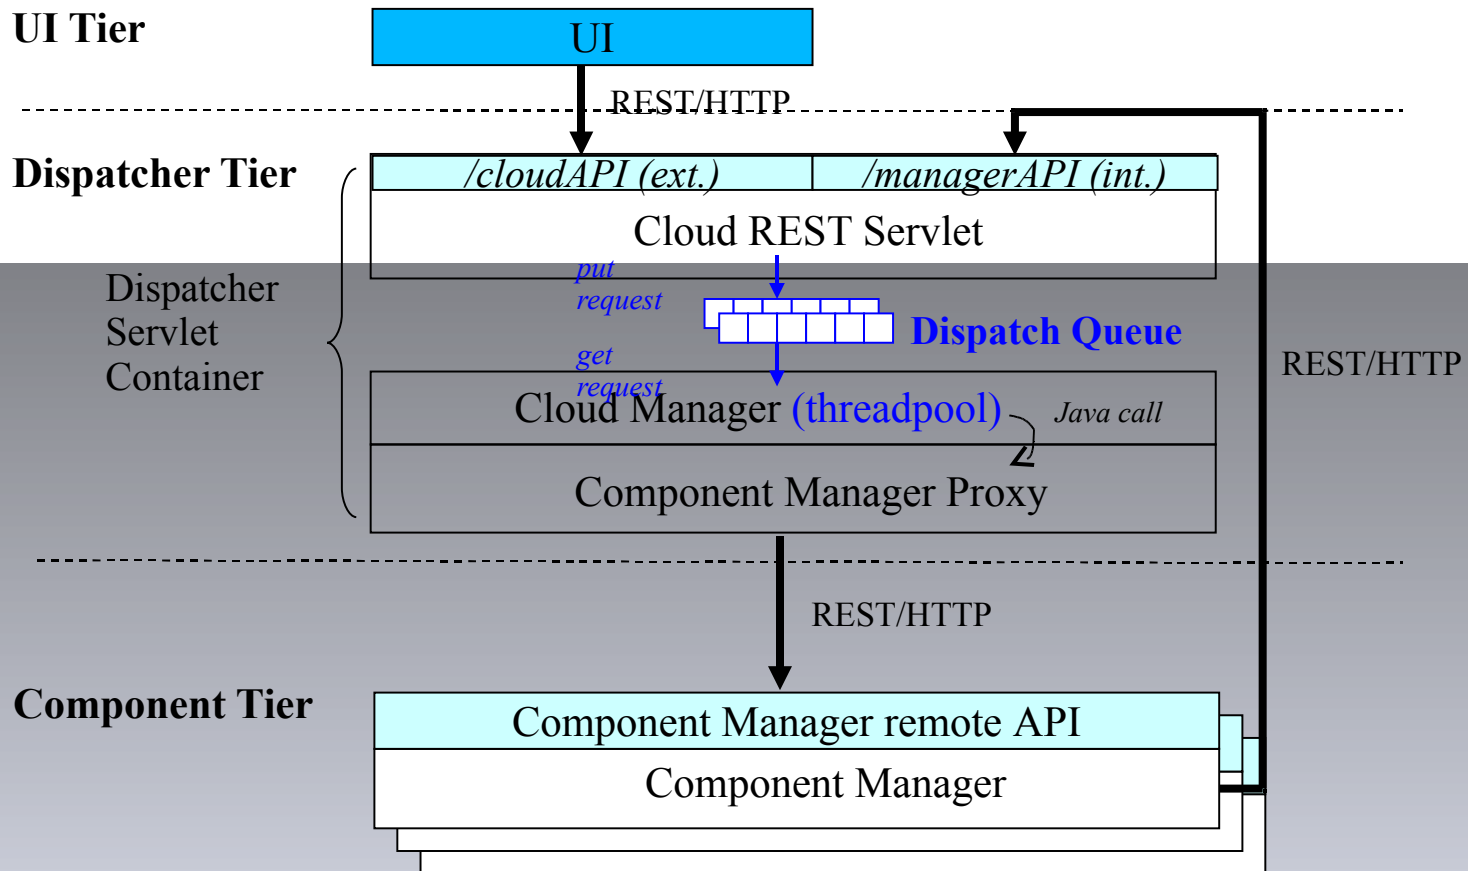 UI Tier
UI
REST/HTTP
Dispatcher Tier
/cloudAPI (ext.)
/managerAPI (int.)
Cloud REST Servlet
put
request
Dispatcher
Servlet
Container
Dispatch Queue
get
request
REST/HTTP
Cloud Manager (threadpool)
Java call
Component Manager Proxy
REST/HTTP
Component Tier
Component Manager remote API
Component Manager